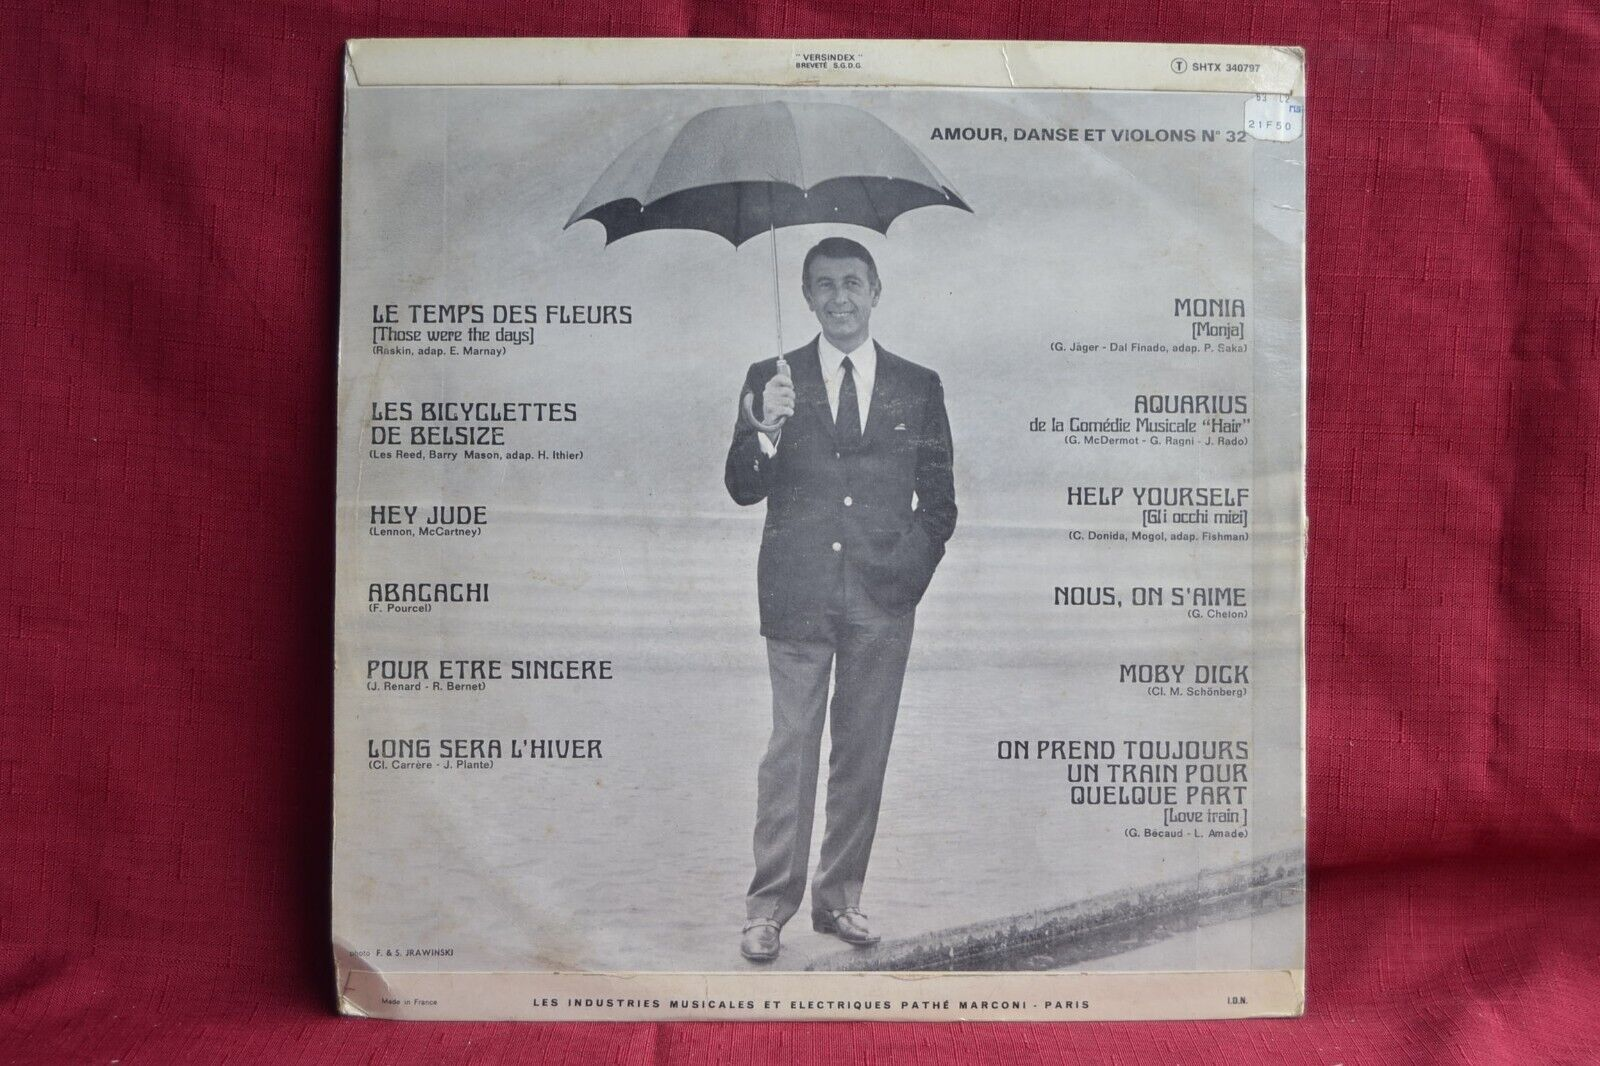 "VERSINDEX"
BREVETÉ S.G.D.G.
T SHTX 340797
21F50
AMOUR, DANSE ET VIOLONS N° 32
LE TEMPS DES FLEURS
[Those were the days]
(Raskin, adap. E. Marnay)
LES BICYCLETTES
DE BELSIZE
(Les Reed, Barry Mason, adap. H. Ithier)
HEY JUDE
(Lennon, McCartney)
ABACACHI
(F. Pourcel)
POUR ETRE SINCERE
(J. Renard - R. Bernet)
LONG SERA L'HIVER
(Cl. Carrère - J. Plante)
MONIA
[Monja]
(G. Jäger - Dal Finado, adap. P. Saka)
AQUARIUS
de la Comédie Musicale "Hair"
(G. McDermot - G. Ragni - J. Rado)
HELP YOURSELF
[Gli occhi miei]
(C. Donida, Mogol, adap. Fishman)
NOUS, ON S'AIME
(G. Chelon)
MOBY DICK
(Cl. M. Schönberg)
ON PREND TOUJOURS
UN TRAIN POUR
QUELQUE PART
[Love train]
(G. Bécaud - L. Amade)
photo F. & S. JRAWINSKI
Made in France
LES INDUSTRIES MUSICALES ET ELECTRIQUES PATHÉ MARCONI - PARIS
I.D.N.